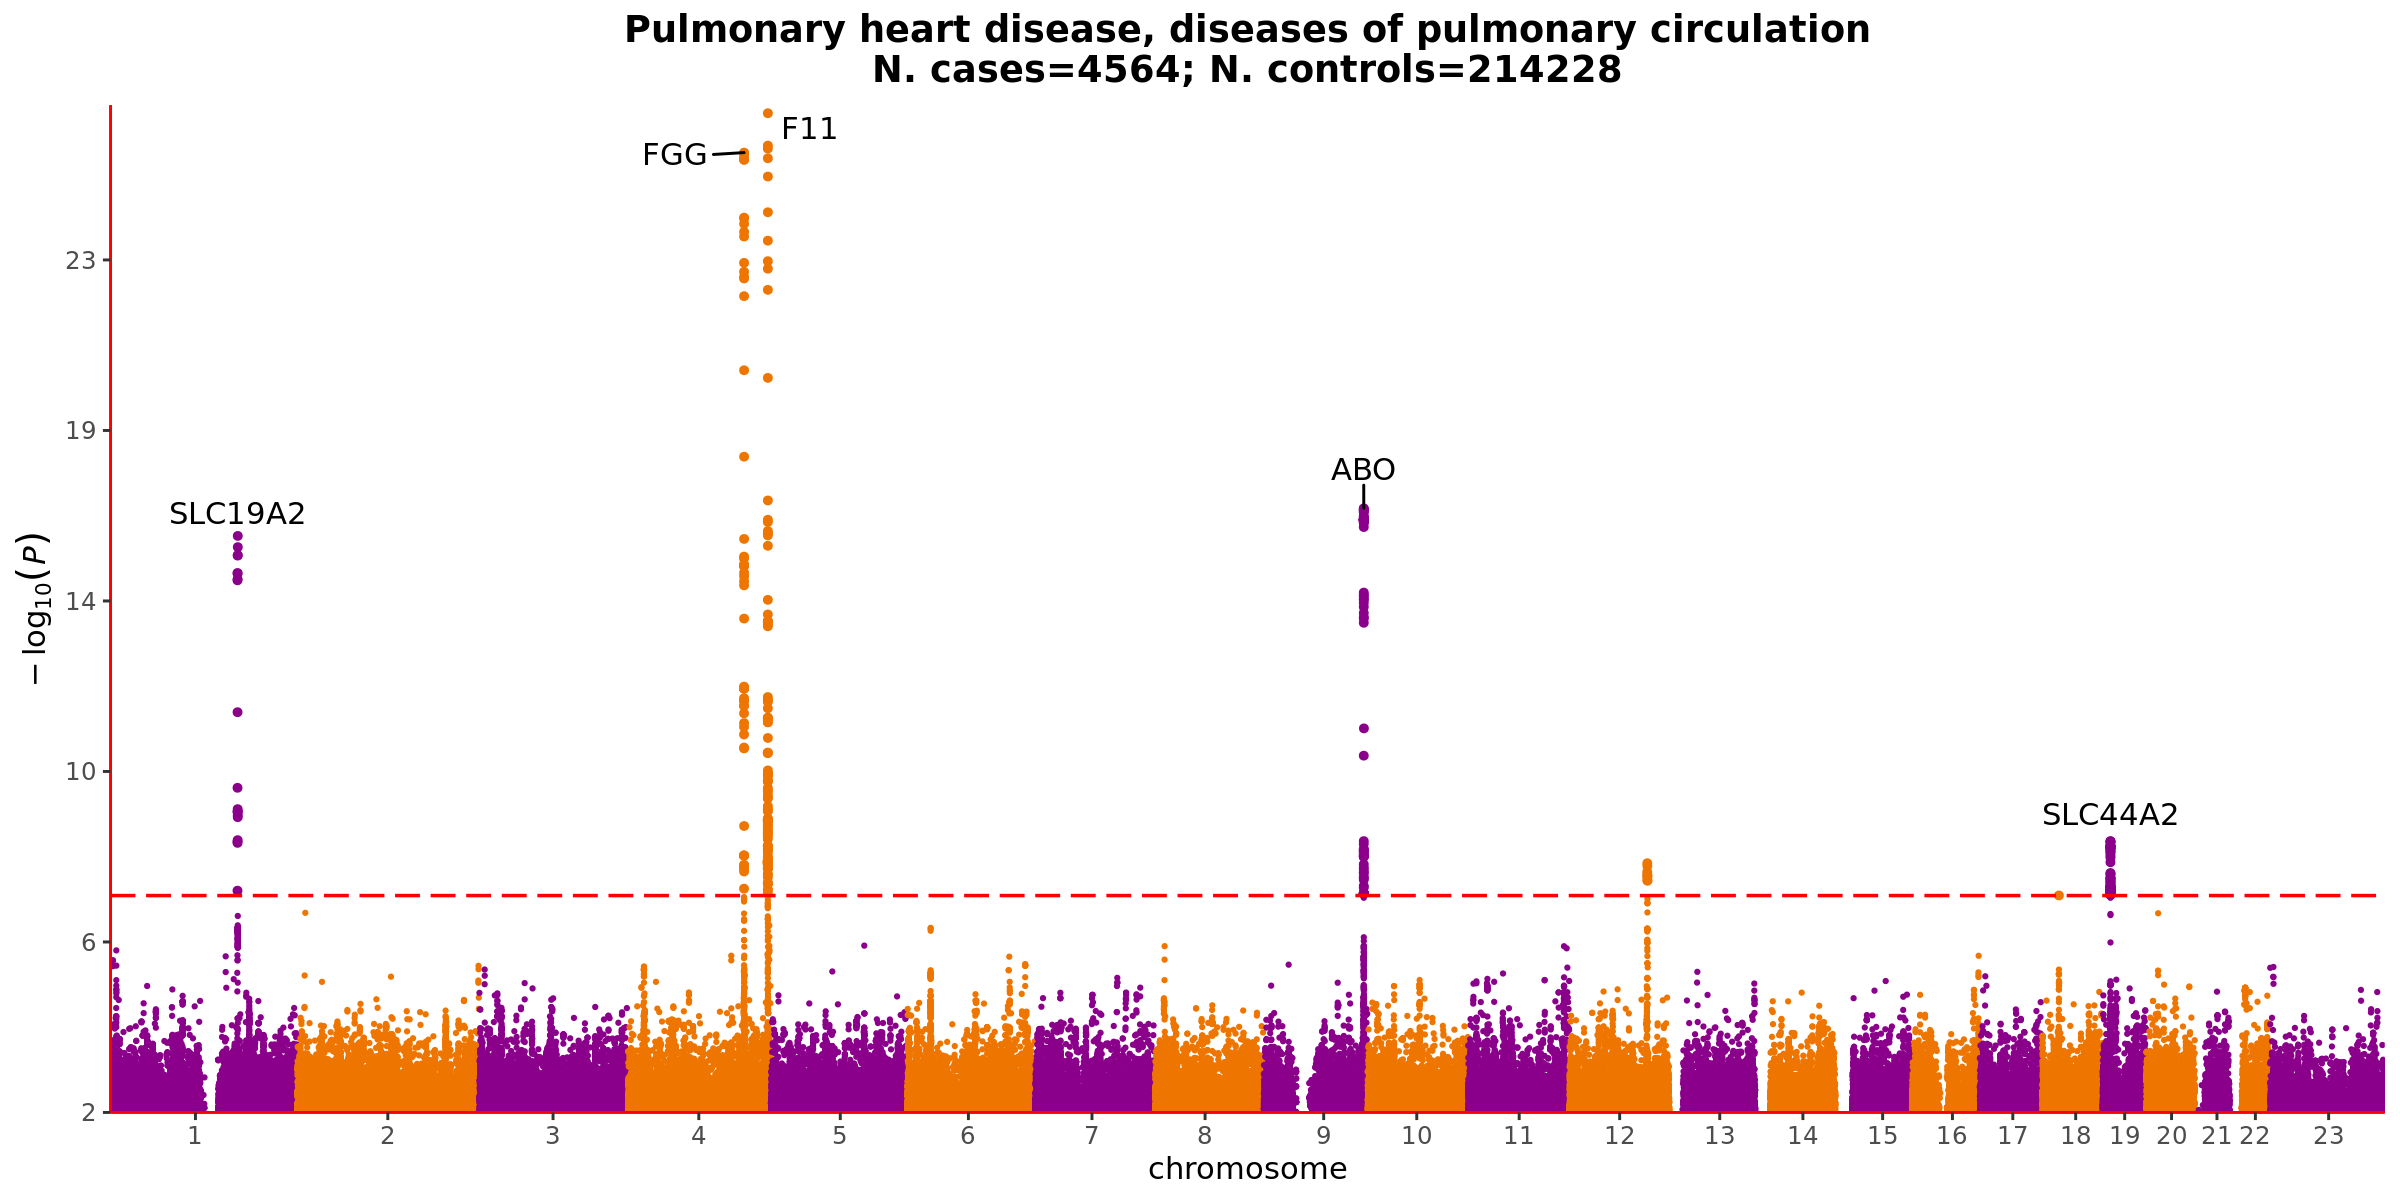 Pulmonary heart disease, diseases of pulmonary circulation
N. cases=4564; N. controls=214228
F11
FGG
23
19
ABO
SLC19A2
14
10
SLC44A2
6
2
−log10(P)
1 2 3 4 5 6 7 8 9 10 11 12 13 14 15 16 17 18 19 20 21 22 23
chromosome